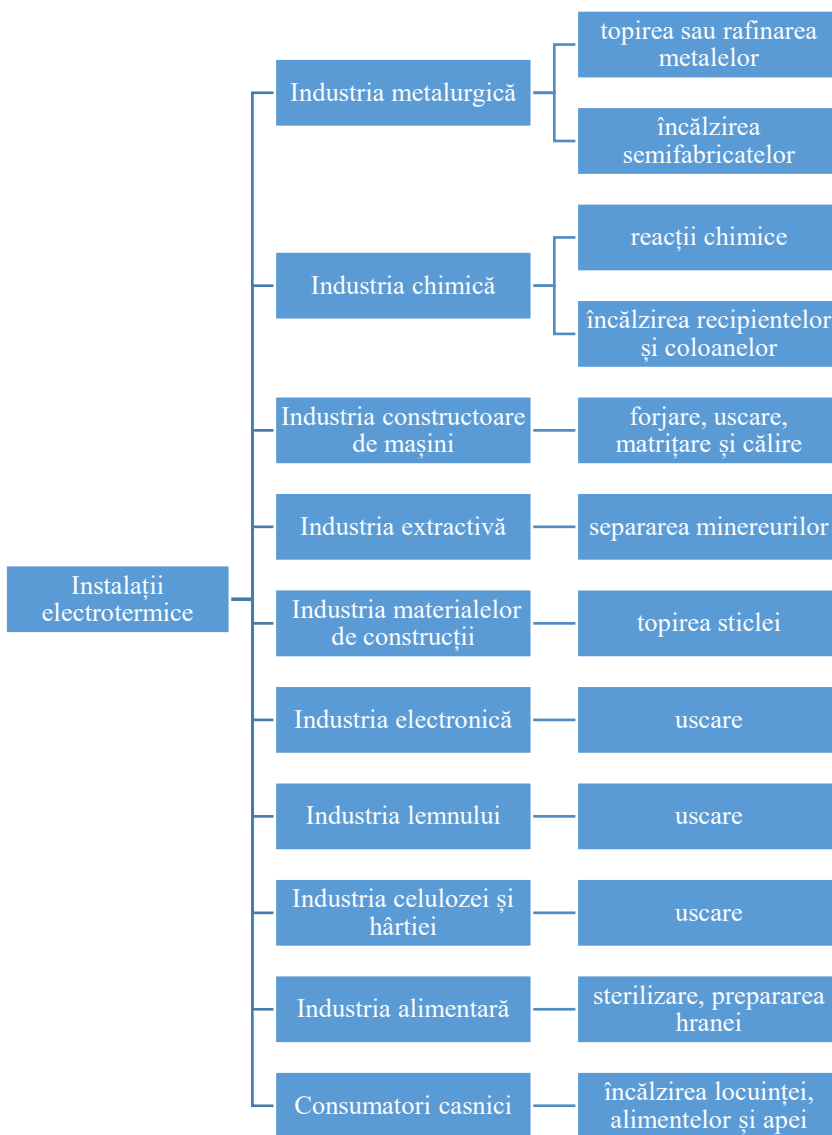 Instalații
electrotermice
Industria metalurgică
topirea sau rafinarea
metalelor
încălzirea
semifabricatelor
Industria chimică
reacții chimice
încălzirea recipientelor
și coloanelor
Industria constructoare
de mașini
forjare, uscare,
matrițare și călire
Industria extractivă
separarea minereurilor
Industria materialelor
de construcții
topirea sticlei
Industria electronică
uscare
Industria lemnului
uscare
Industria celulozei și
hârtiei
uscare
Industria alimentară
sterilizare, prepararea
hranei
Consumatori casnici
încălzirea locuinței,
alimentelor și apei